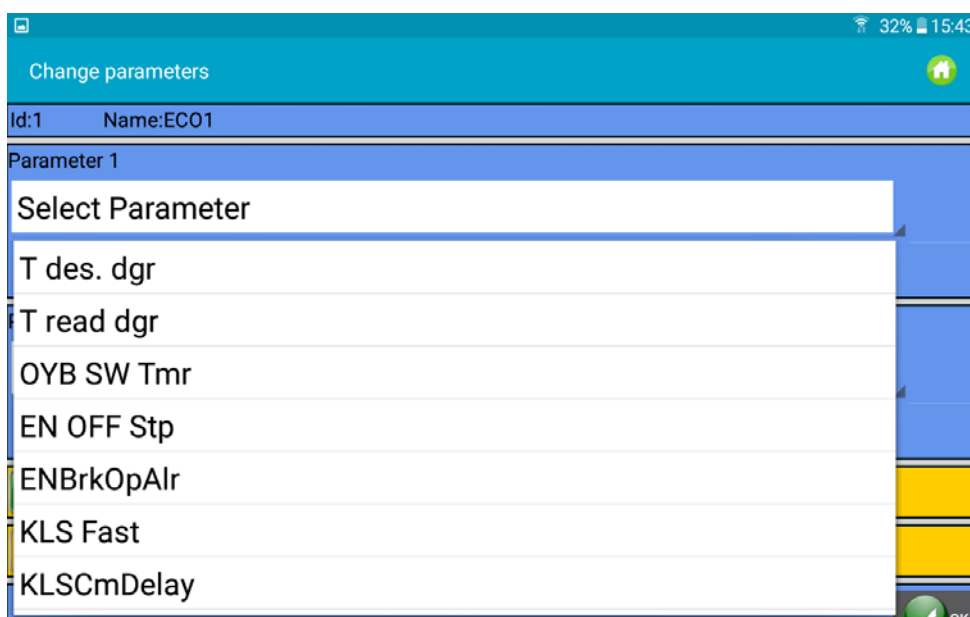 32% 15:43
Change parameters
Id:1 Name:ECO1
Parameter 1
Select Parameter
T des. dgr
T read dgr
OYB SW Tmr
EN OFF Stp
ENBrkOpAlr
KLS Fast
KLSCmDelay